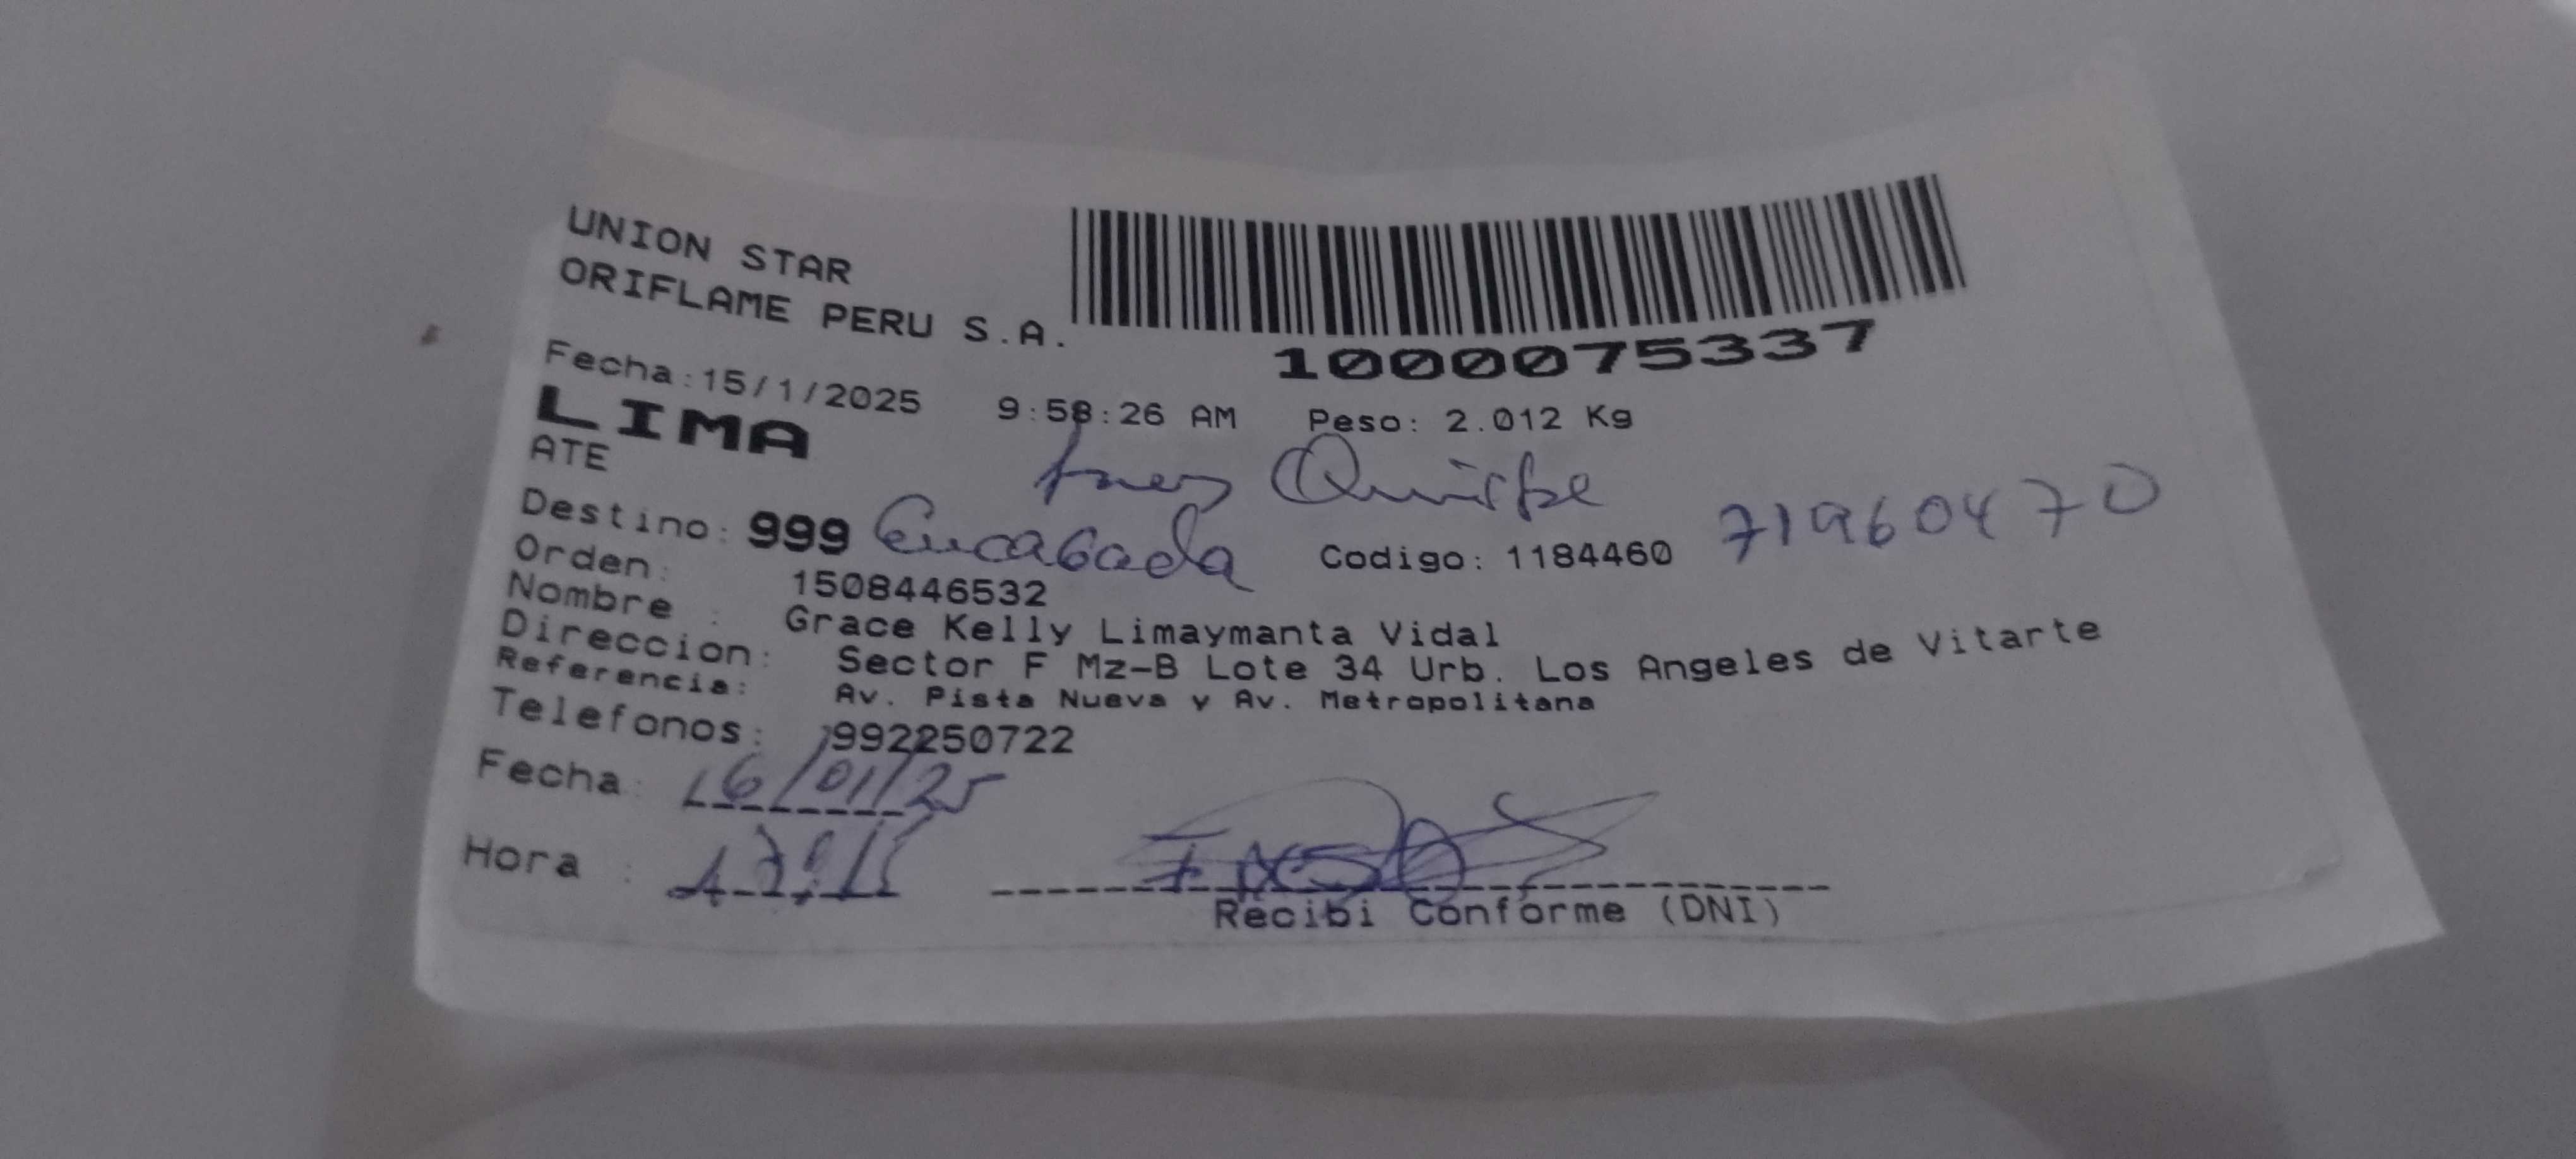 UNION STAR
ORIFLAME PERU S.A.
1000075337
Fecha:15/1/2025 9:58:26 AM Peso: 2.012 Kg
LIMA
ATE
Quispe
Destino: 999 Codigo: 1184460 71960470
Orden: 1508446532
Nombre : Grace Kelly Limaymanta Vidal
Direccion: Sector F Mz-B Lote 34 Urb. Los Angeles de Vitarte
Referencia: Av. Pista Nueva y Av. Metropolitana
Telefonos: 992250722
Fecha: 16/01/25
Hora :
Recibi Conforme (DNI)